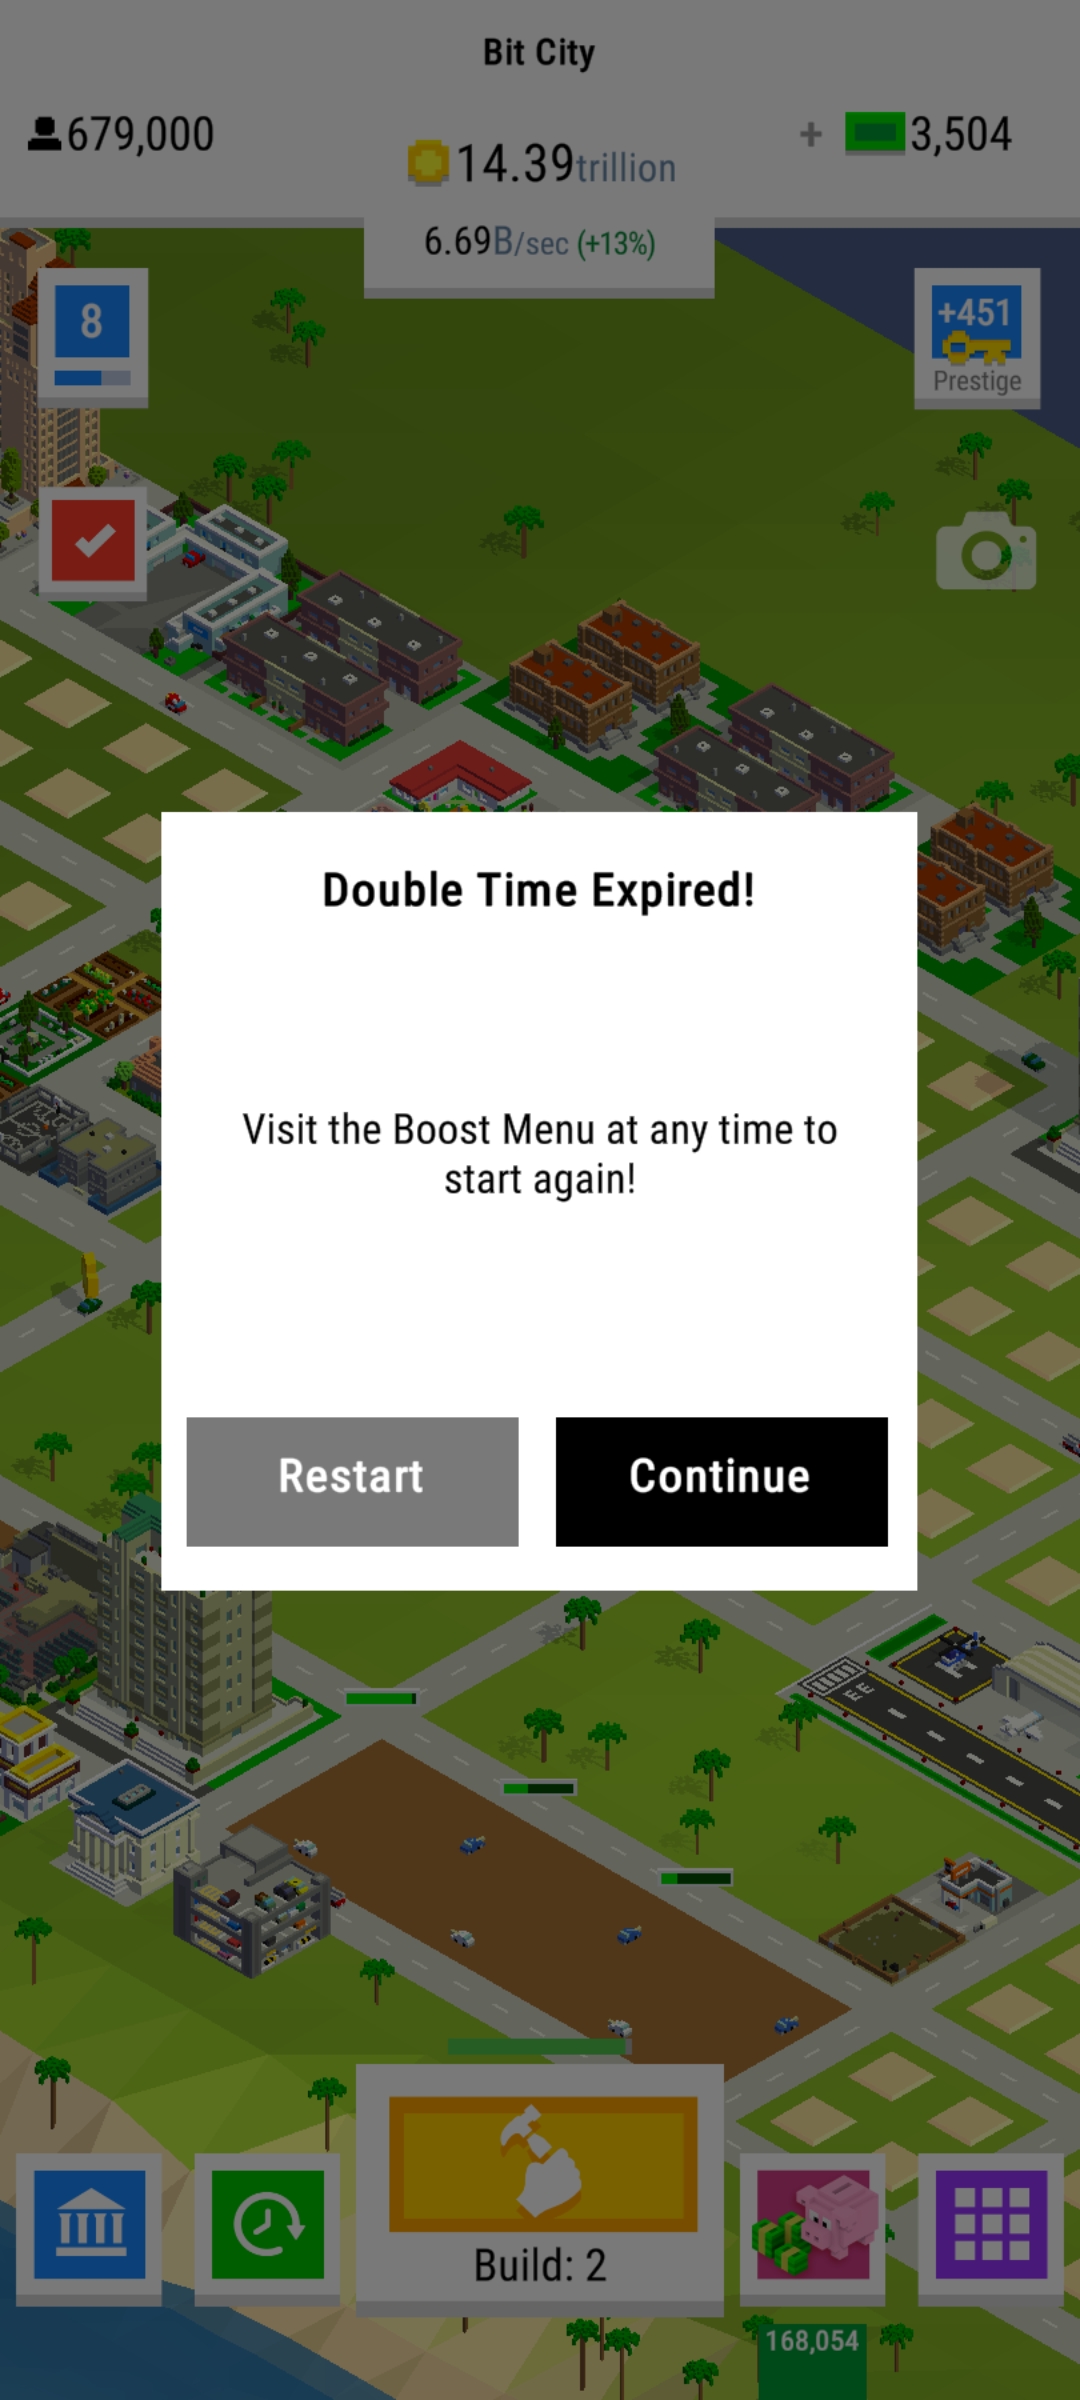 Bit City
679,000
14.39trillion
+ 3,504
6.69B/sec (+13%)
8
+451
Prestige
Double Time Expired!
Visit the Boost Menu at any time to
start again!
Restart
Continue
Build: 2
168,054